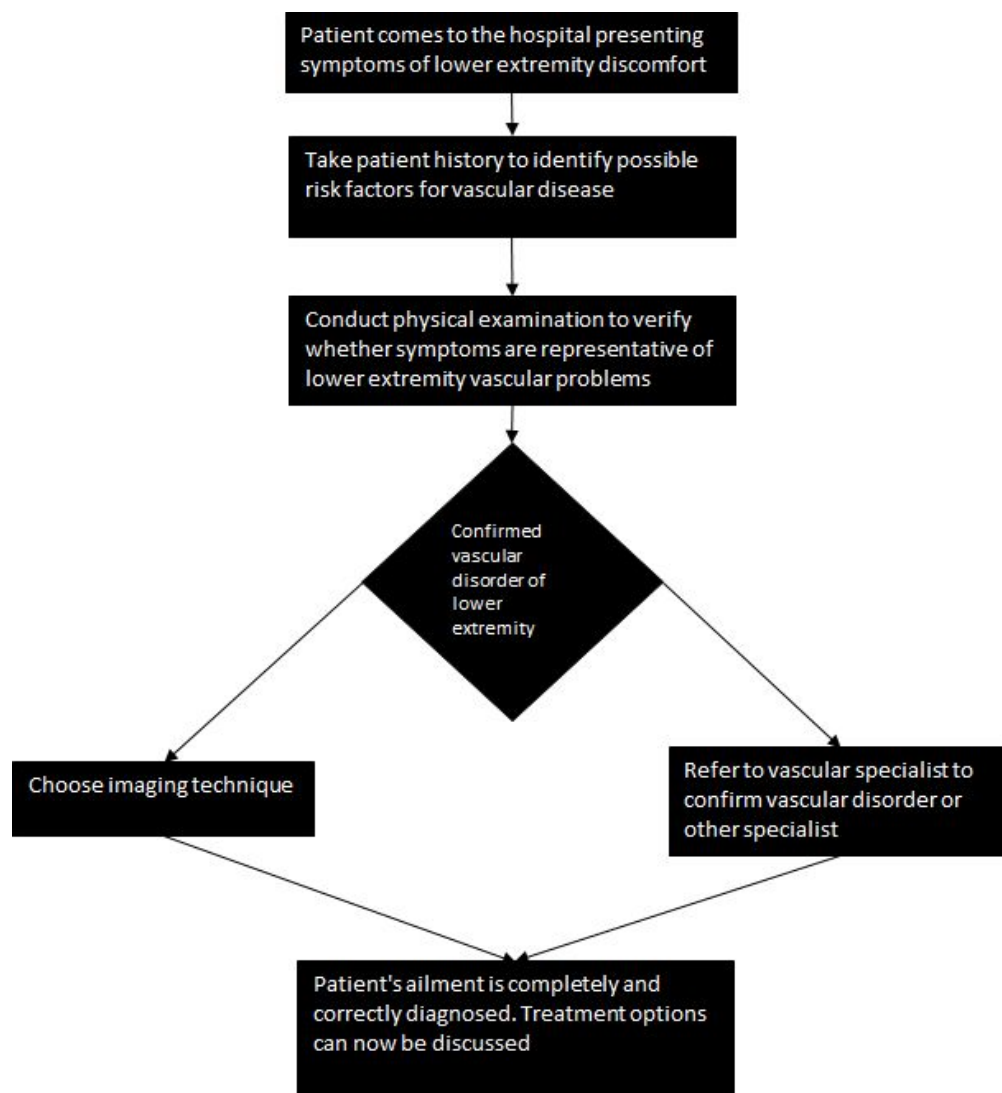 Patient comes to the hospital presenting
symptoms of lower extremity discomfort
Take patient history to identify possible
risk factors for vascular disease
Conduct physical examination to verify
whether symptoms are representative of
lower extremity vascular problems
Confirmed
vascular
disorder of
lower
extremity
Choose imaging technique
Refer to vascular specialist to
confirm vascular disorder or
other specialist
Patient's ailment is completely and
correctly diagnosed. Treatment options
can now be discussed